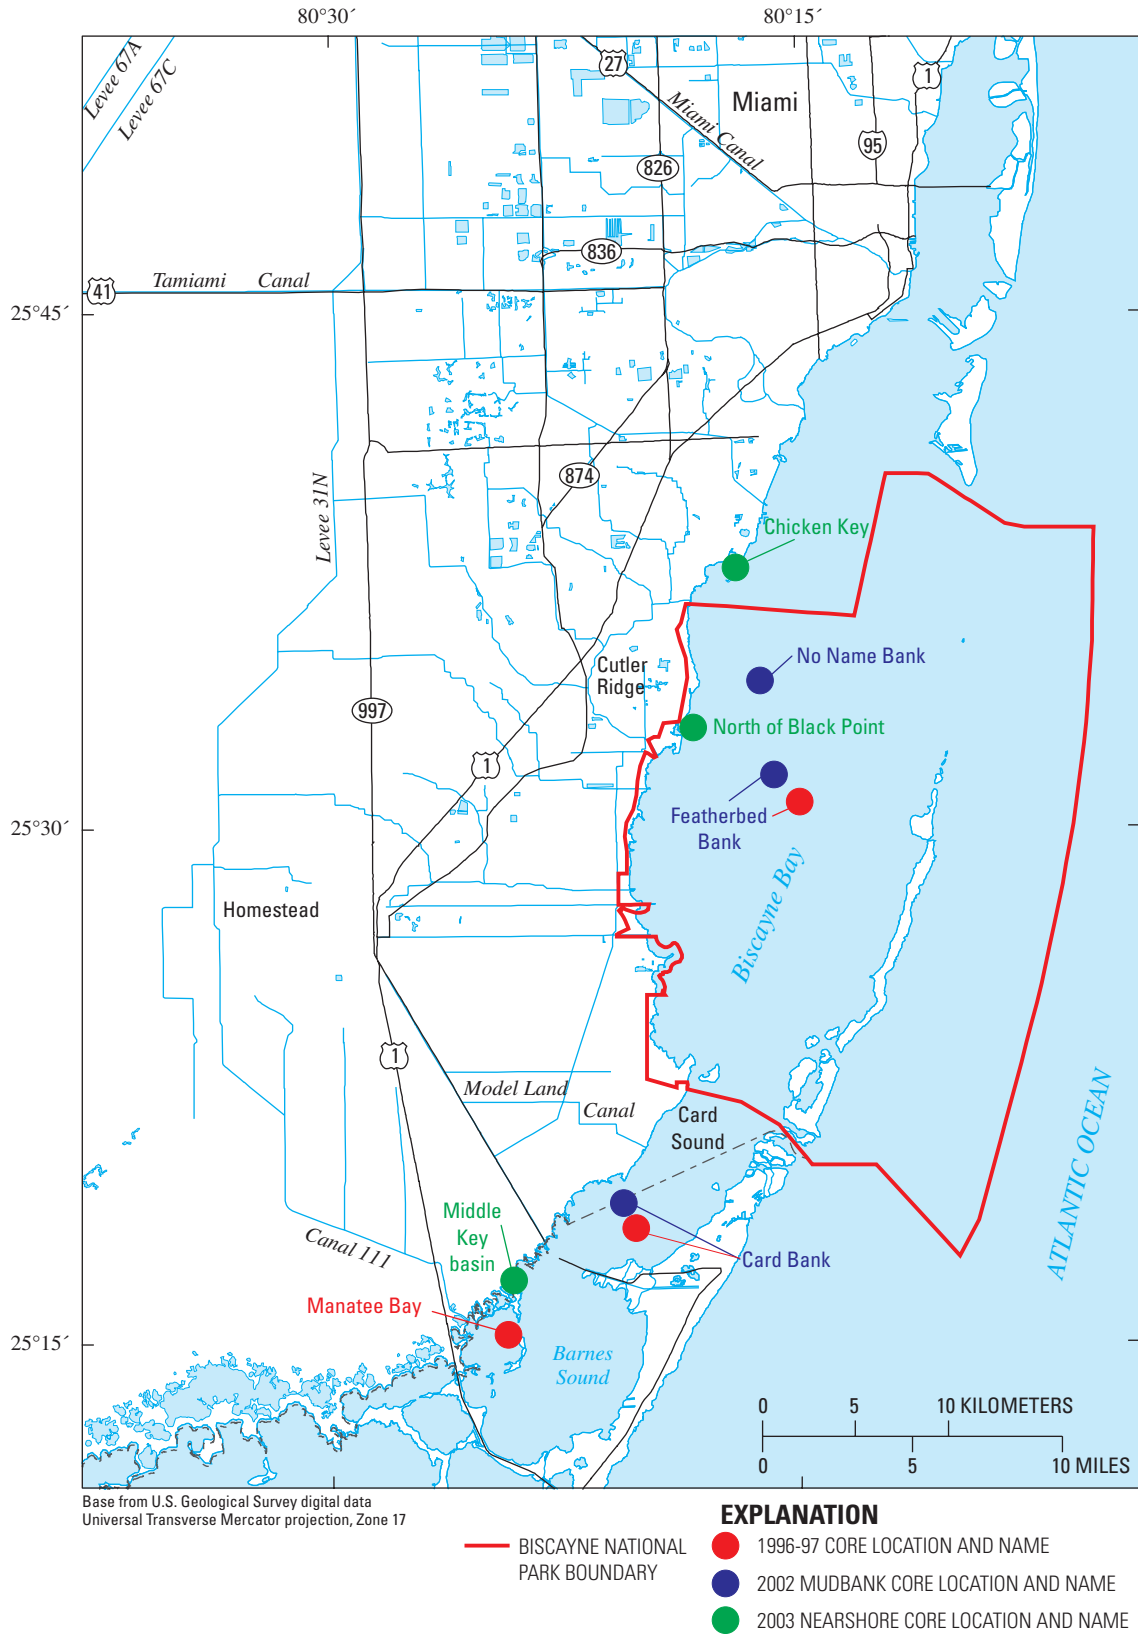 80°30´
80°15´
Levee 67A
Levee 67C
27
1
Miami
Miami Canal
95
826
836
41
Tamiami Canal
25°45´
874
Levee 31N
Chicken Key
No Name Bank
Cutler
Ridge
997
North of Black Point
1
Featherbed
Bank
25°30´
Biscayne Bay
Homestead
1
Model Land
Canal
Card
Sound
ATLANTIC OCEAN
Middle
Key
basin
Canal 111
Card Bank
Manatee Bay
25°15´
Barnes
Sound
0 5 10 KILOMETERS
0 5 10 MILES
Base from U.S. Geological Survey digital data
Universal Transverse Mercator projection, Zone 17
EXPLANATION
BISCAYNE NATIONAL
PARK BOUNDARY
1996-97 CORE LOCATION AND NAME
2002 MUDBANK CORE LOCATION AND NAME
2003 NEARSHORE CORE LOCATION AND NAME